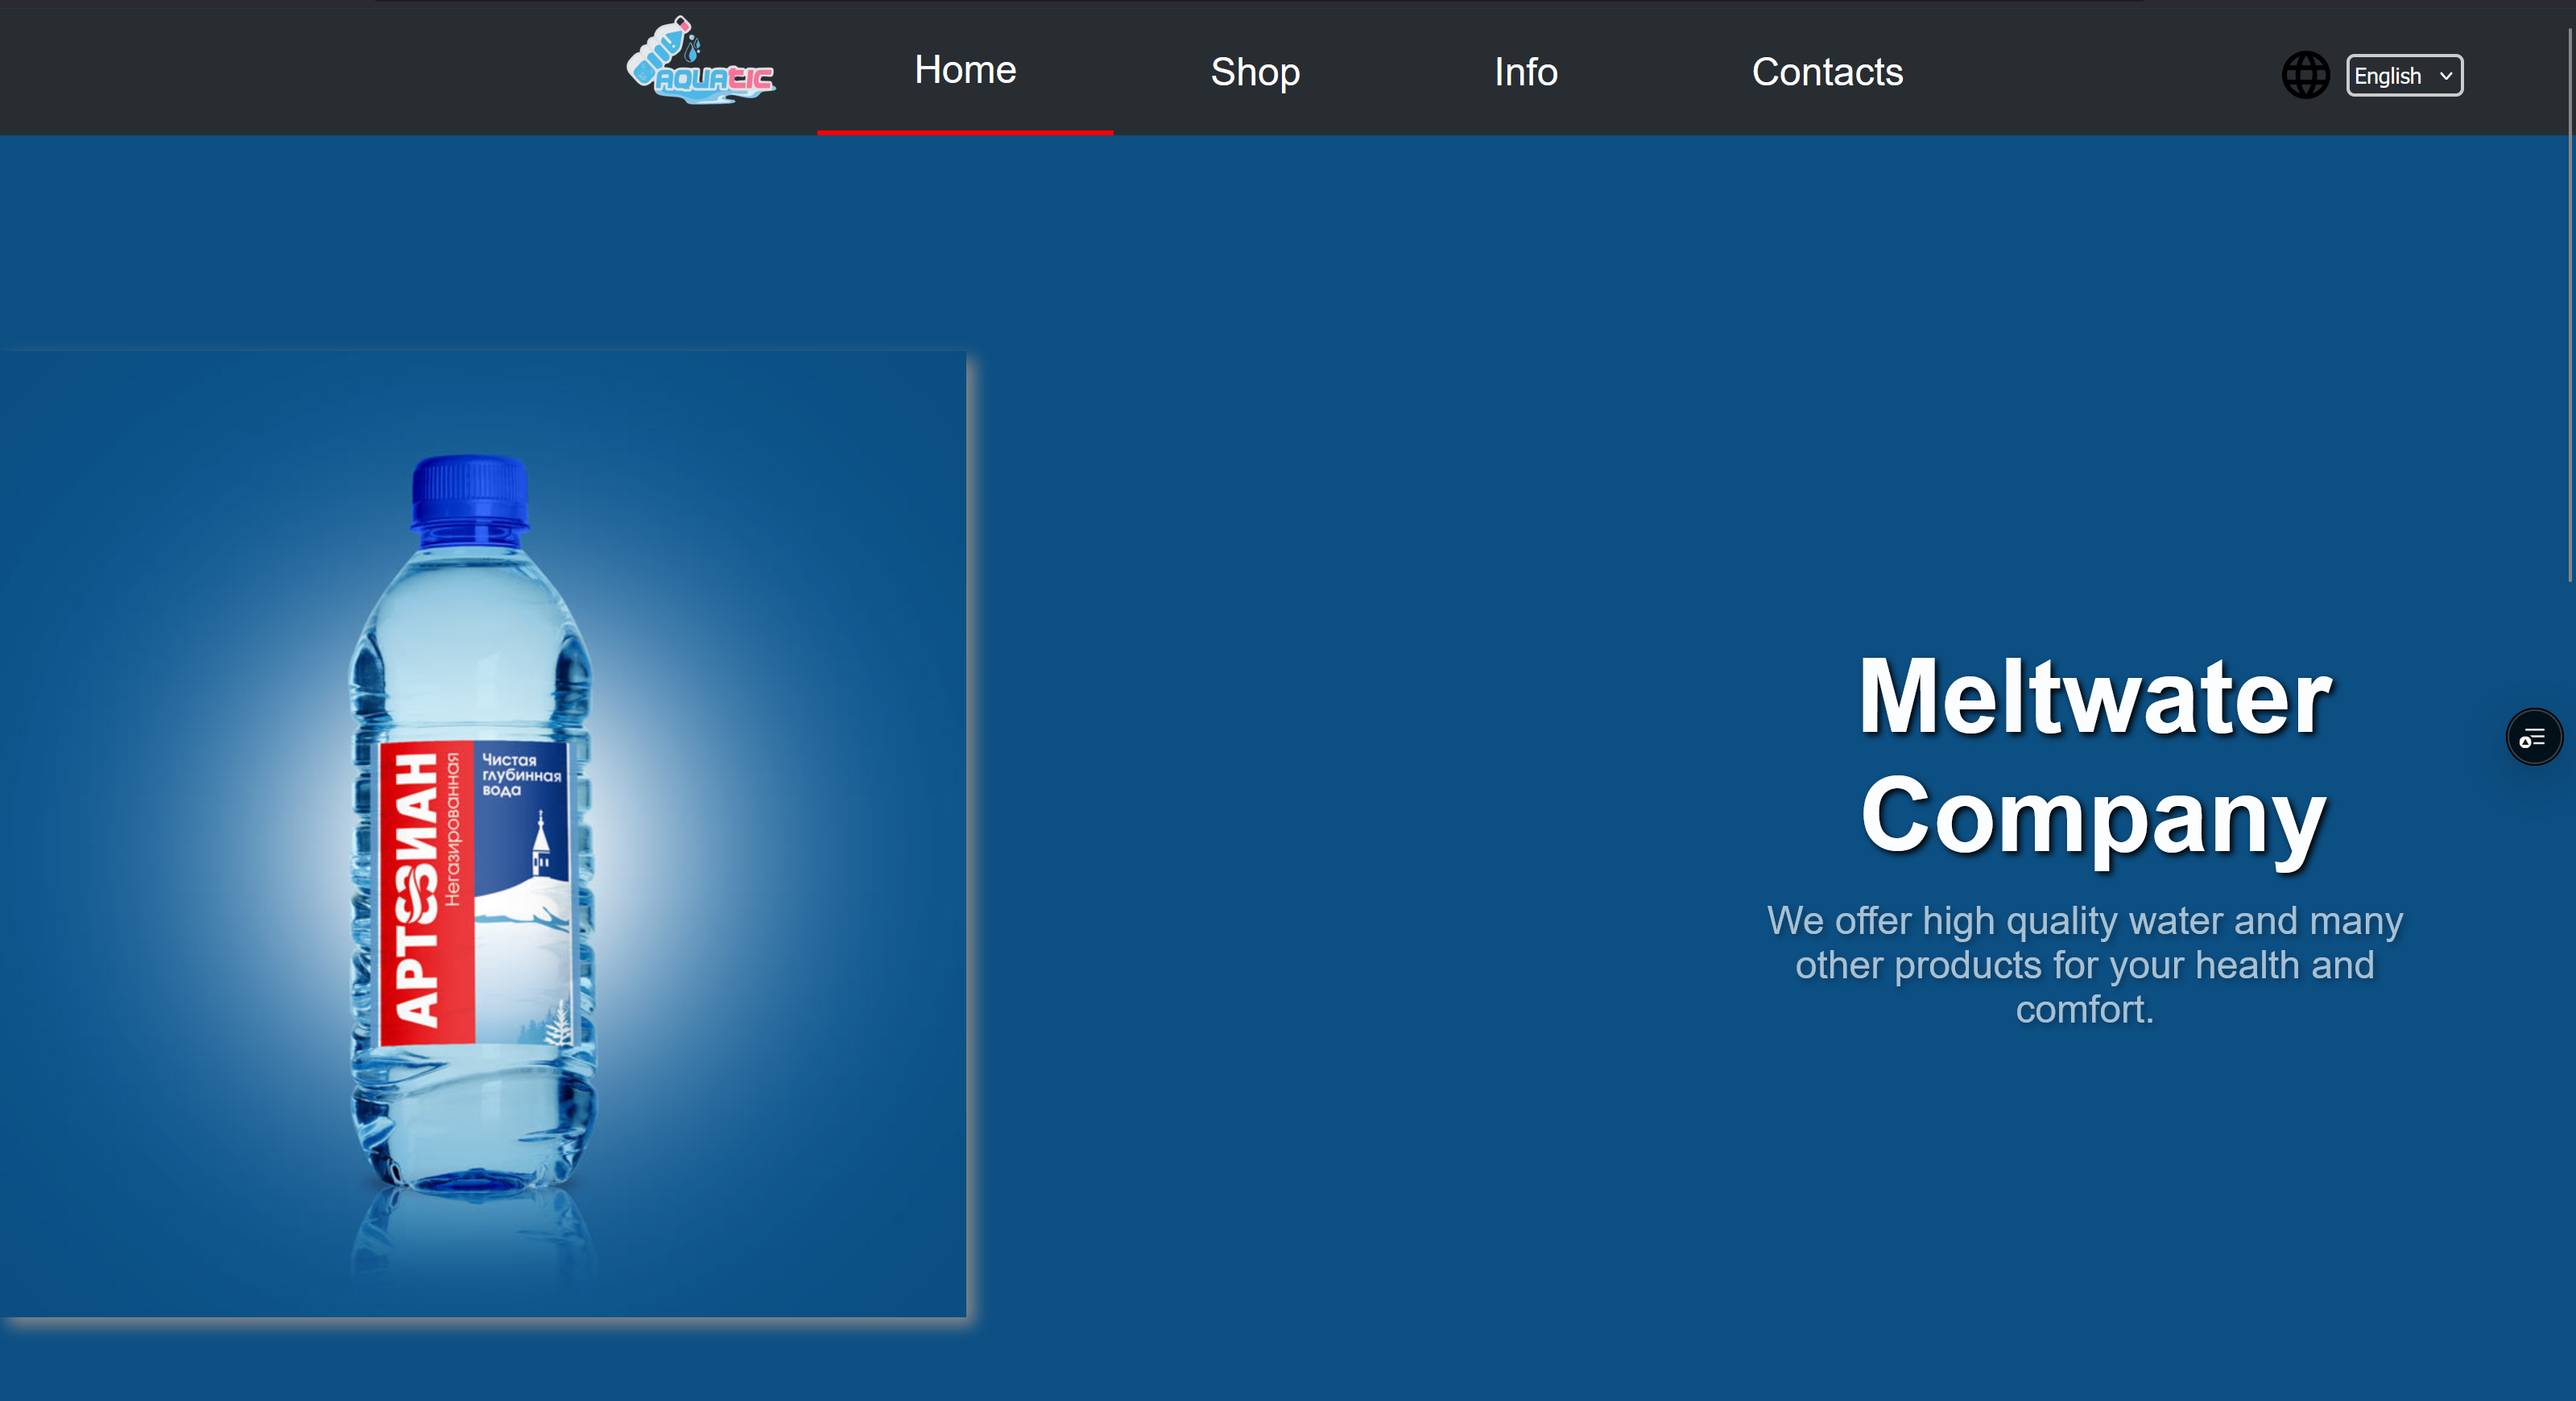 AQUATIC
Home
Shop
Info
Contacts
English
АРТЕЗИАН
Негазированная
Чистая
глубинная
вода
Meltwater
Company
We offer high quality water and many
other products for your health and
comfort.